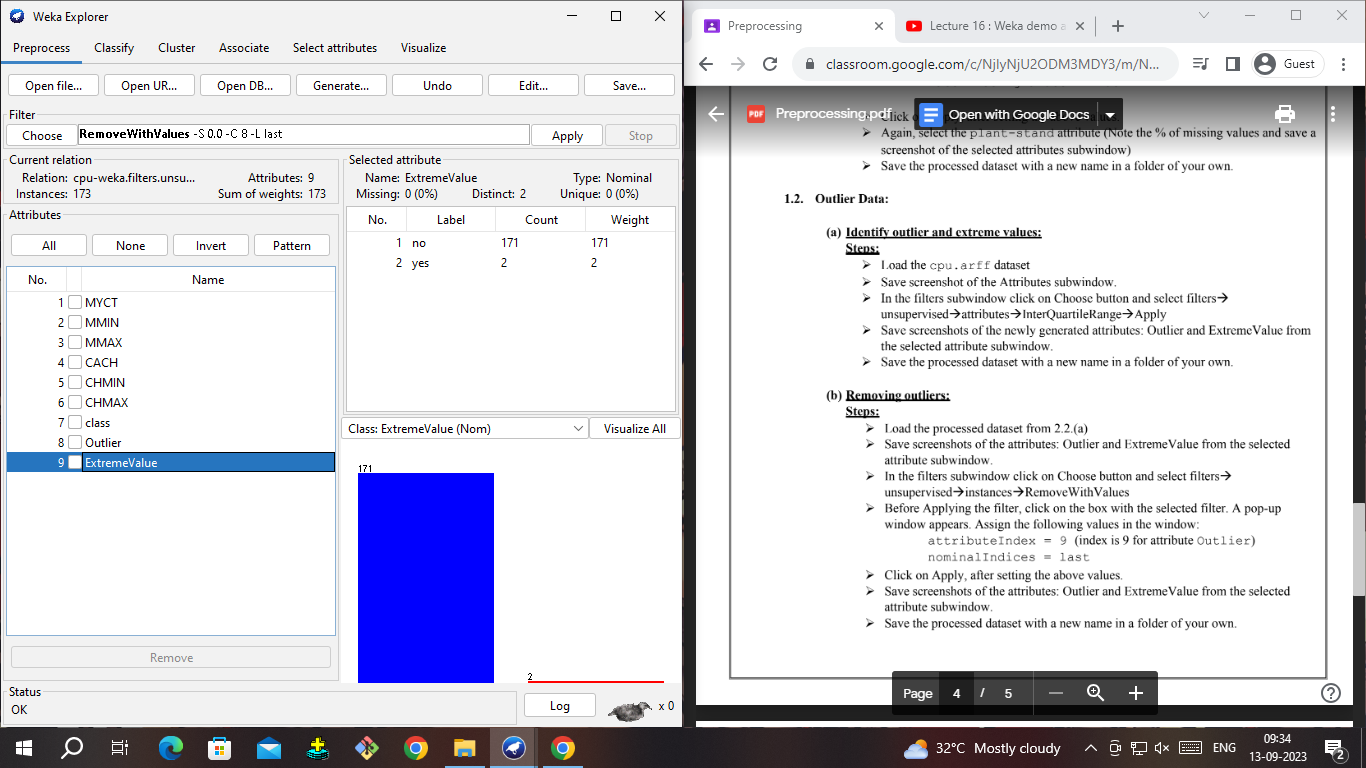 Weka Explorer
Preprocess Classify Cluster Associate Select attributes Visualize
Open file... Open UR... Open DB... Generate... Undo Edit... Save...
Filter
Choose RemoveWithValues -S 0.0 -C 8 -L last Apply Stop
Current relation
Relation: cpu-weka.filters.unsu... Attributes: 9
Instances: 173 Sum of weights: 173
Attributes
All None Invert Pattern
No. Name
1 MYCT
2 MMIN
3 MMAX
4 CACH
5 CHMIN
6 CHMAX
7 class
8 Outlier
9 ExtremeValue
Remove
Selected attribute
Name: ExtremeValue Type: Nominal
Missing: 0 (0%) Distinct: 2 Unique: 0 (0%)
No. Label Count Weight
1 no 171 171
2 yes 2 2
Class: ExtremeValue (Nom) Visualize All
171
2
Status
OK
Log x 0
Preprocessing Lecture 16 : Weka demo a
classroom.google.com/c/NjlyNjU2ODM3MDY3/m/N... Guest
PDF Preprocessing.pdf Open with Google Docs
➢ Again, select the plant-stand attribute (Note the % of missing values and save a
screenshot of the selected attributes subwindow)
➢ Save the processed dataset with a new name in a folder of your own.
1.2. Outlier Data:
(a) Identify outlier and extreme values:
Steps:
➢ Load the cpu.arff dataset
➢ Save screenshot of the Attributes subwindow.
➢ In the filters subwindow click on Choose button and select filters→
unsupervised→attributes→InterQuartileRange→Apply
➢ Save screenshots of the newly generated attributes: Outlier and ExtremeValue from
the selected attribute subwindow.
➢ Save the processed dataset with a new name in a folder of your own.
(b) Removing outliers:
Steps:
➢ Load the processed dataset from 2.2.(a)
➢ Save screenshots of the attributes: Outlier and ExtremeValue from the selected
attribute subwindow.
➢ In the filters subwindow click on Choose button and select filters→
unsupervised→instances→RemoveWithValues
➢ Before Applying the filter, click on the box with the selected filter. A pop-up
window appears. Assign the following values in the window:
attributeIndex = 9 (index is 9 for attribute Outlier)
nominalIndices = last
➢ Click on Apply, after setting the above values.
➢ Save screenshots of the attributes: Outlier and ExtremeValue from the selected
attribute subwindow.
➢ Save the processed dataset with a new name in a folder of your own.
Page 4 / 5
32°C Mostly cloudy ENG 09:34
13-09-2023 2